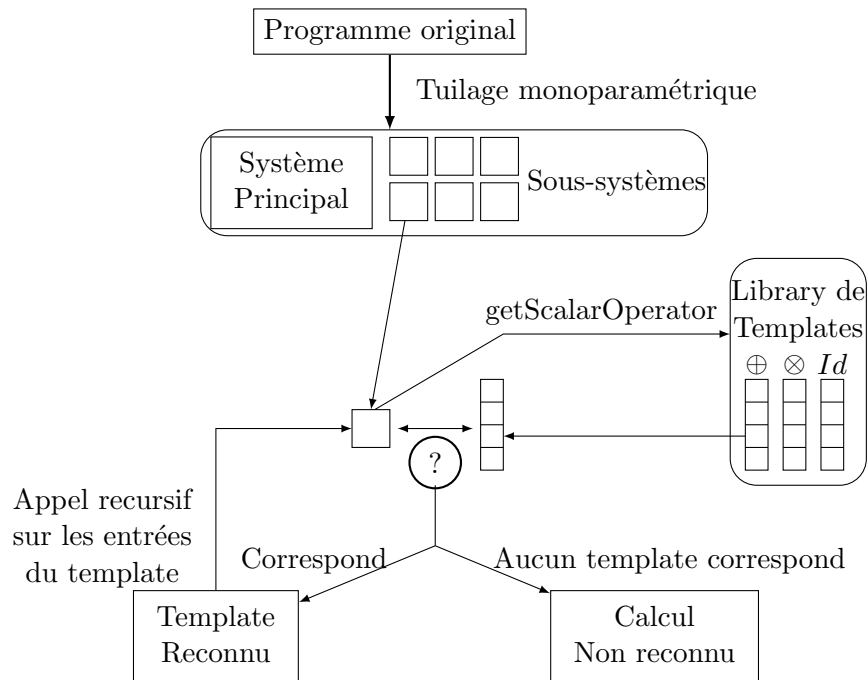 Programme original
Tuilage monoparamétrique
Système
Principal
Sous-systèmes
Library de
Templates
⊕ ⊗ Id
getScalarOperator
?
Appel recursif
sur les entrées
du template
Correspond
Aucun template correspond
Template
Reconnu
Calcul
Non reconnu